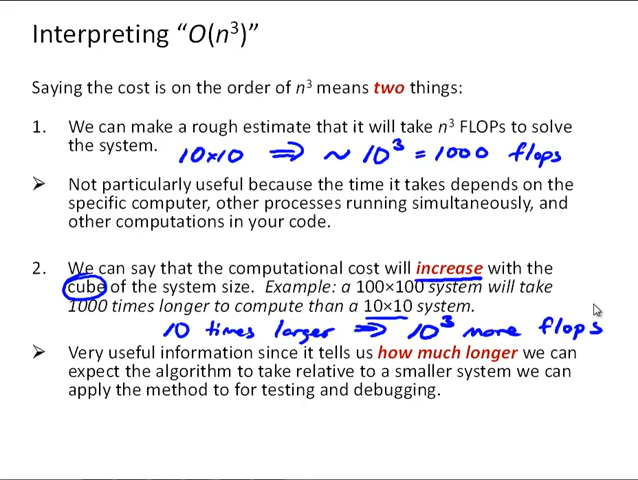 Interpreting “O(n³)”
Saying the cost is on the order of n³ means two things:
1. We can make a rough estimate that it will take n³ FLOPs to solve
the system. 10×10 ⇒ ~ 10³ = 1000 flops
➢ Not particularly useful because the time it takes depends on the
specific computer, other processes running simultaneously, and
other computations in your code.
2. We can say that the computational cost will increase with the
cube of the system size. Example: a 100×100 system will take
1000 times longer to compute than a 10×10 system.
10 times larger ⇒ 10³ more flops
➢ Very useful information since it tells us how much longer we can
expect the algorithm to take relative to a smaller system we can
apply the method to for testing and debugging.